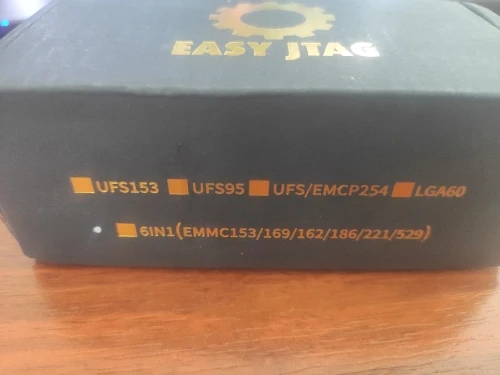 EASY JTAG
UFS153 UFS95 UFS/EMCP254 LGA60
6IN1(EMMC153/169/162/186/221/529)